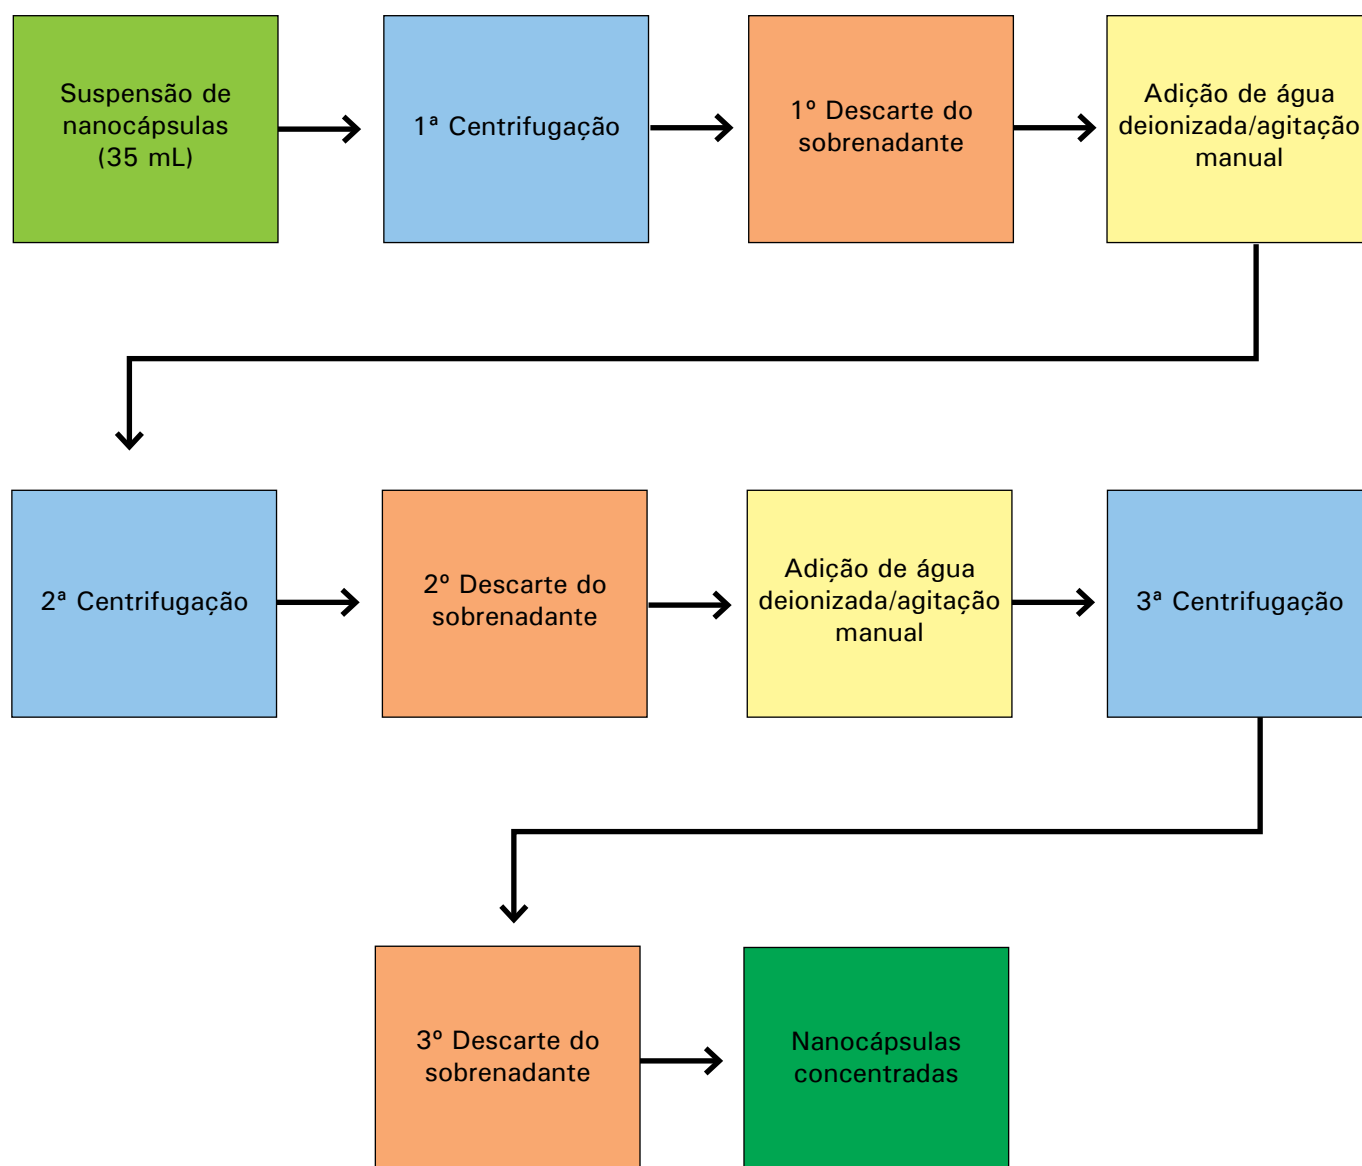 Suspensão de
nanocápsulas
(35 mL)
1ª Centrifugação
1º Descarte do
sobrenadante
Adição de água
deionizada/agitação
manual
2ª Centrifugação
2º Descarte do
sobrenadante
Adição de água
deionizada/agitação
manual
3ª Centrifugação
3º Descarte do
sobrenadante
Nanocápsulas
concentradas